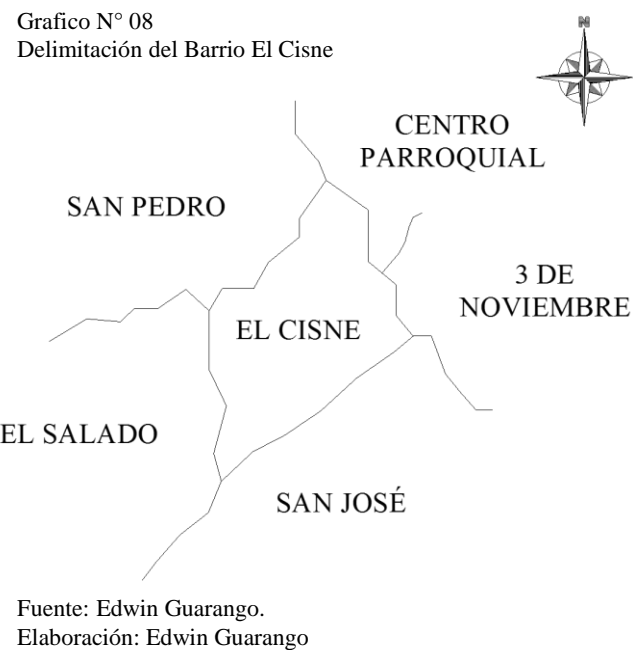 Grafico N° 08
Delimitación del Barrio El Cisne
N
CENTRO
PARROQUIAL
SAN PEDRO
3 DE
NOVIEMBRE
EL CISNE
EL SALADO
SAN JOSÉ
Fuente: Edwin Guarango.
Elaboración: Edwin Guarango